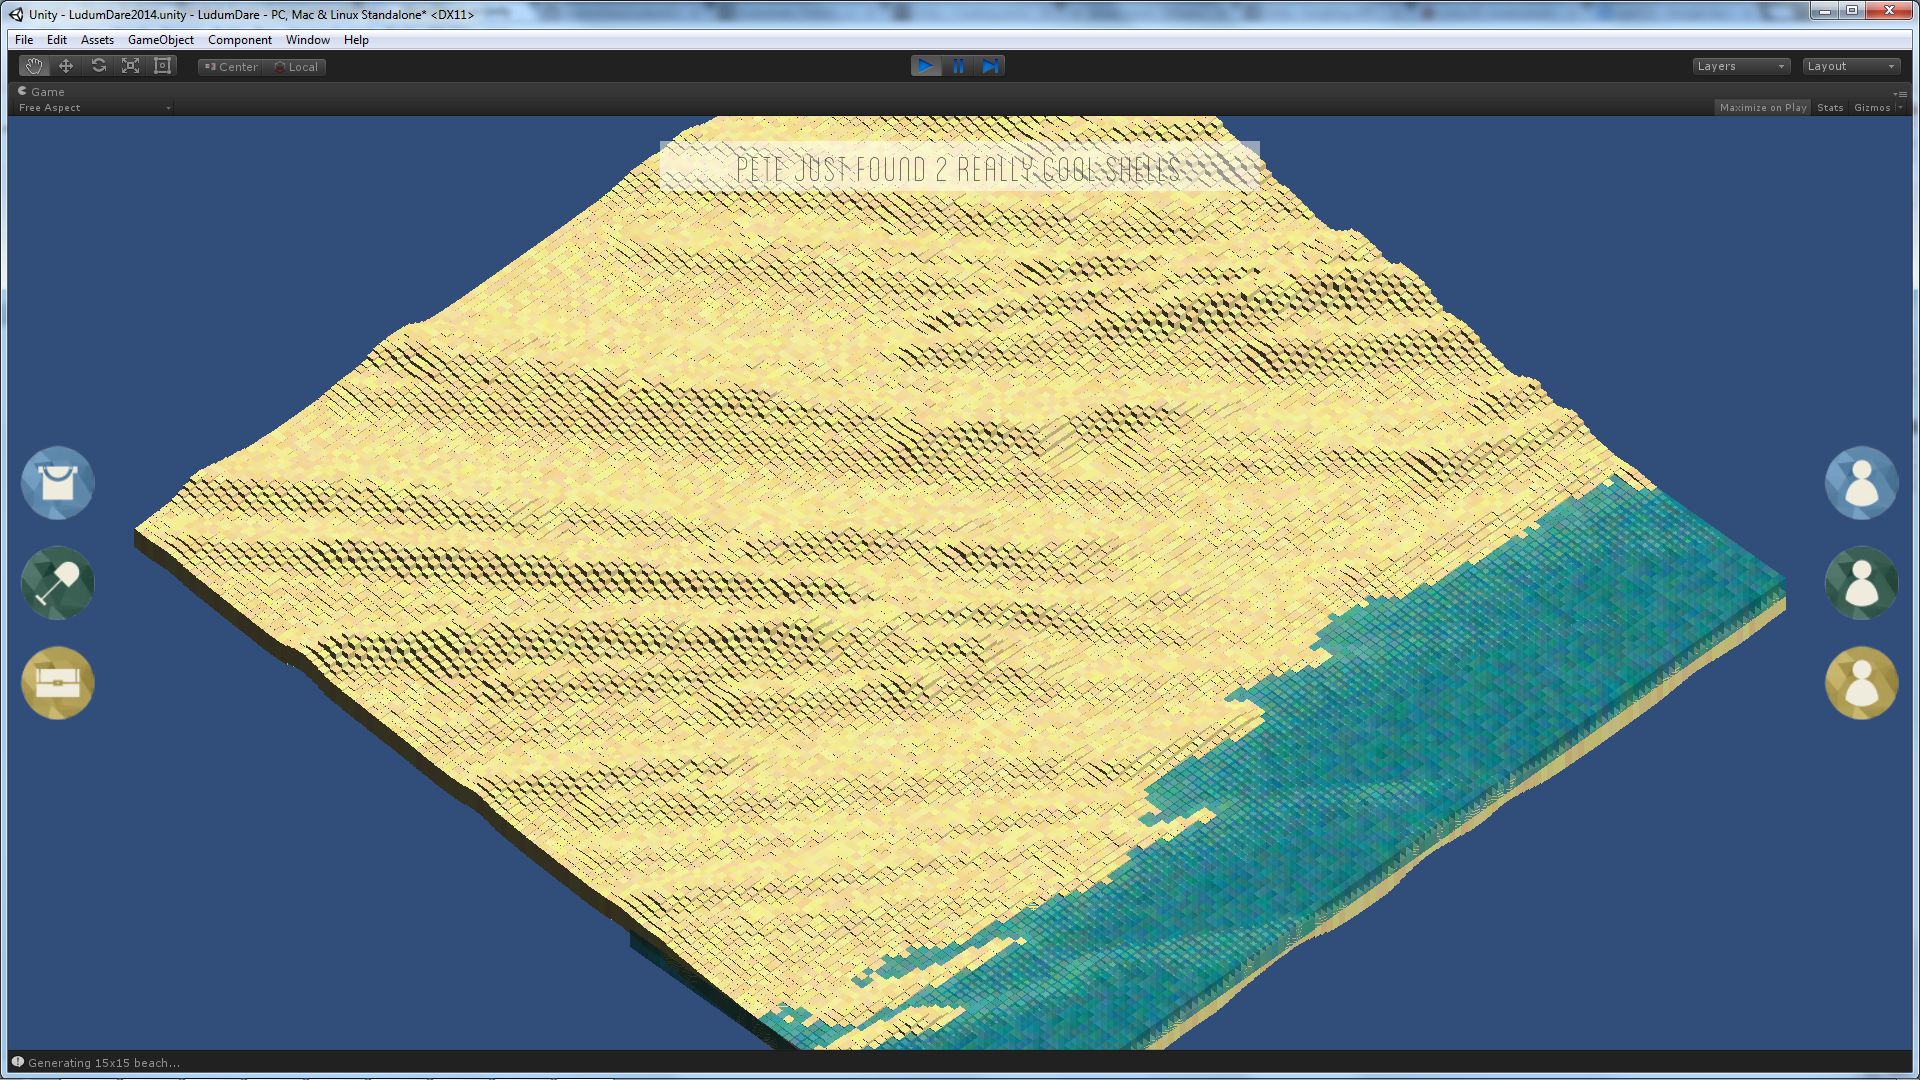 Unity - LudumDare2014.unity - LudumDare - PC, Mac & Linux Standalone* <DX11>
File Edit Assets GameObject Component Window Help
Center Local Layers Layout
Game
Free Aspect Maximize on Play Stats Gizmos
PETE JUST FOUND 2 REALLY COOL SHELLS
Generating 15x15 beach...